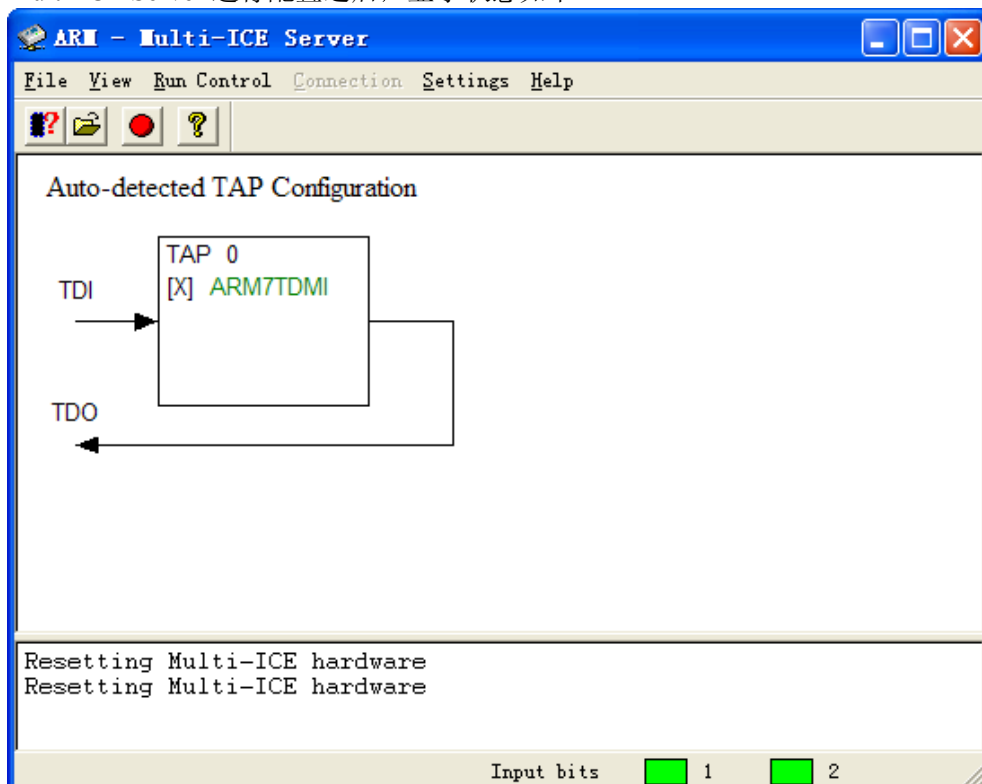 ARM - Multi-ICE Server
File View Run Control Connection Settings Help
Auto-detected TAP Configuration
TAP 0
[X] ARM7TDMI
TDI
TDO
Resetting Multi-ICE hardware
Resetting Multi-ICE hardware
Input bits 1 2